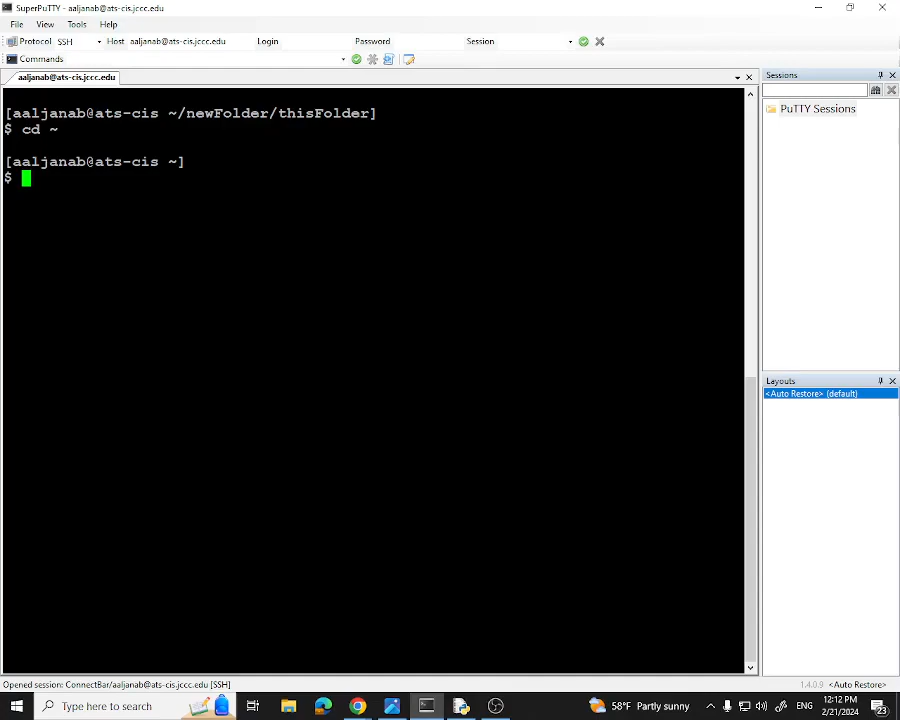 SuperPuTTY - aaljanab@ats-cis.jccc.edu
File View Tools Help
Protocol SSH Host aaljanab@ats-cis.jccc.edu Login Password Session
Commands
aaljanab@ats-cis.jccc.edu
Sessions
PuTTY Sessions
[aaljanab@ats-cis ~/newFolder/thisFolder]
$ cd ~
[aaljanab@ats-cis ~]
$
Layouts
<Auto Restore> (default)
Opened session: ConnectBar/aaljanab@ats-cis.jccc.edu [SSH]
1.4.0.9 <Auto Restore>
Type here to search
58°F Partly sunny
ENG
12:12 PM
2/21/2024
23